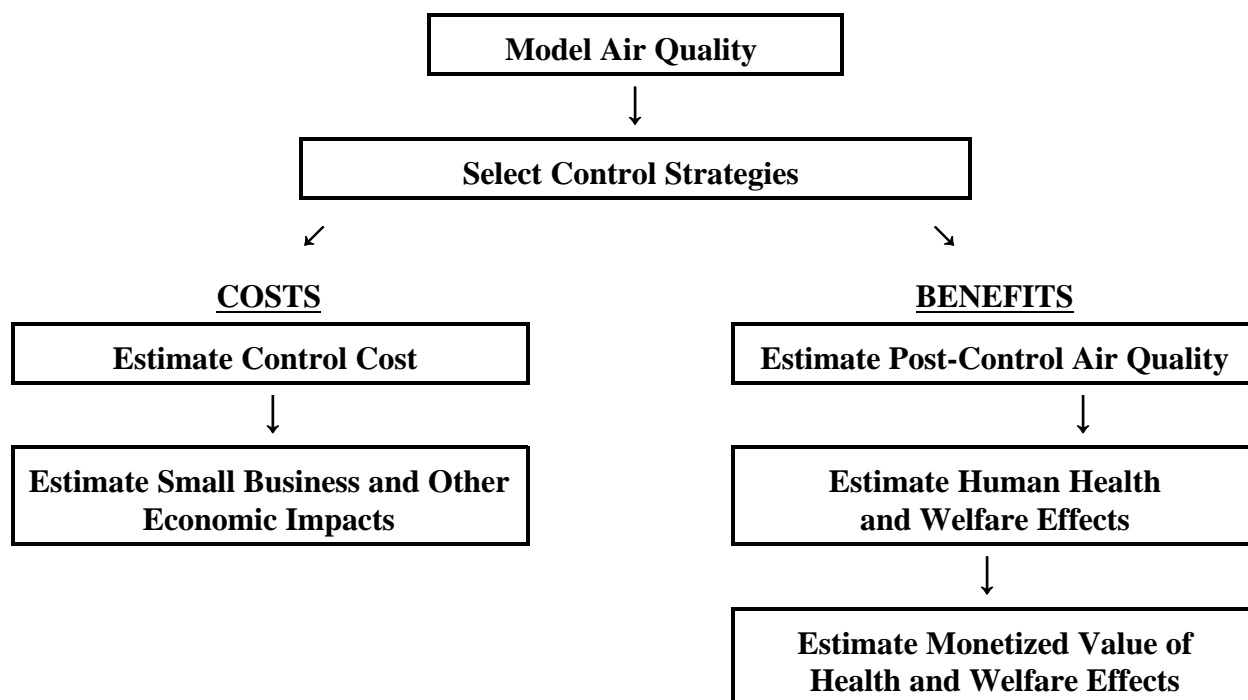 Model Air Quality
Select Control Strategies
COSTS
Estimate Control Cost
Estimate Small Business and Other
Economic Impacts
BENEFITS
Estimate Post-Control Air Quality
Estimate Human Health
and Welfare Effects
Estimate Monetized Value of
Health and Welfare Effects